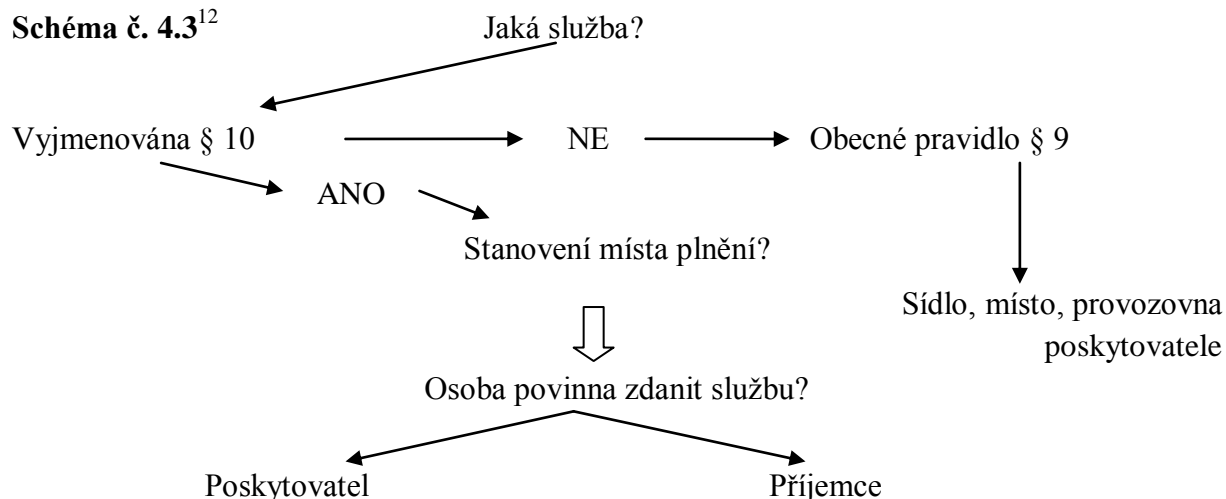 Schéma č. 4.3¹² Jaká služba?
Vyjmenována § 10 NE Obecné pravidlo § 9
ANO
Stanovení místa plnění?
Sídlo, místo, provozovna
poskytovatele
Osoba povinna zdanit službu?
Poskytovatel Příjemce